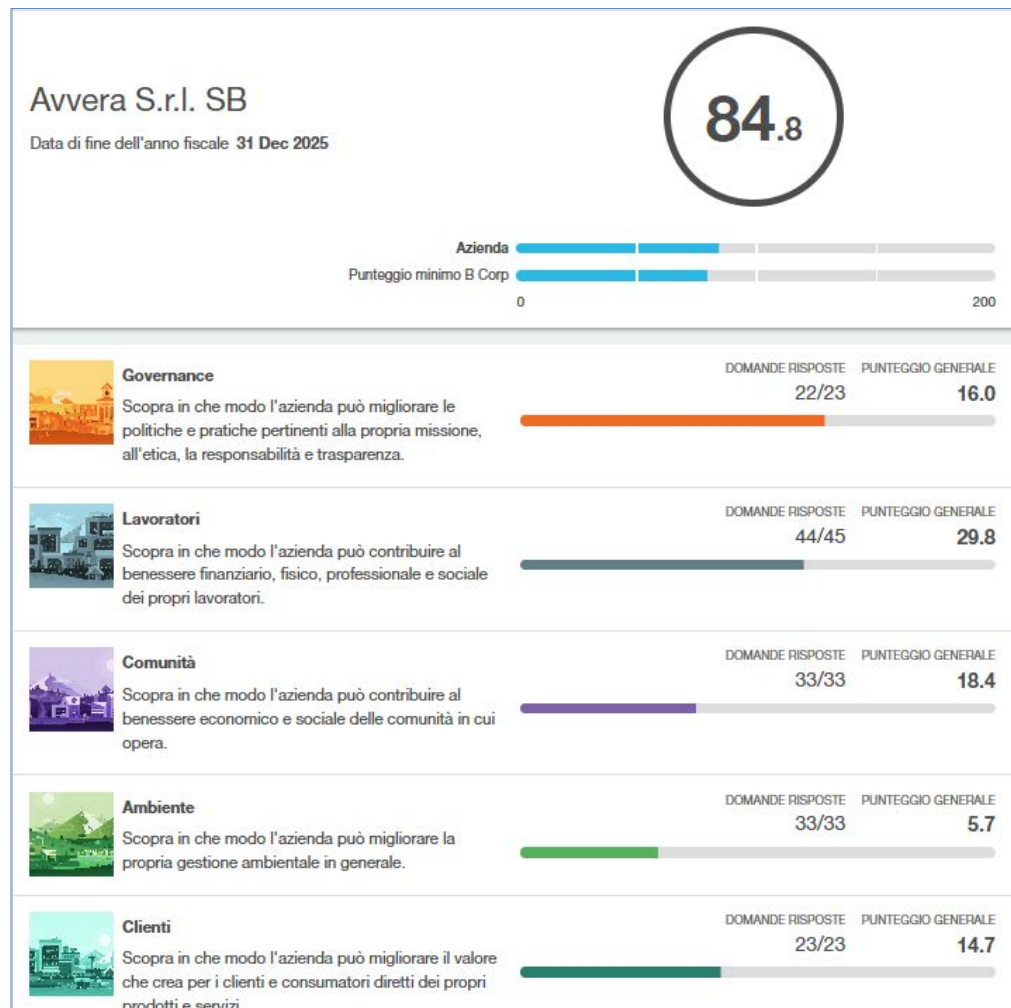 Avvera S.r.l. SB
Data di fine dell'anno fiscale 31 Dec 2025
84.8
Azienda
Punteggio minimo B Corp
0 200
Governance
Scopra in che modo l'azienda può migliorare le
politiche e pratiche pertinenti alla propria missione,
all'etica, la responsabilità e trasparenza.
DOMANDE RISPOSTE PUNTEGGIO GENERALE
22/23 16.0
Lavoratori
Scopra in che modo l'azienda può contribuire al
benessere finanziario, fisico, professionale e sociale
dei propri lavoratori.
DOMANDE RISPOSTE PUNTEGGIO GENERALE
44/45 29.8
Comunità
Scopra in che modo l'azienda può contribuire al
benessere economico e sociale delle comunità in cui
opera.
DOMANDE RISPOSTE PUNTEGGIO GENERALE
33/33 18.4
Ambiente
Scopra in che modo l'azienda può migliorare la
propria gestione ambientale in generale.
DOMANDE RISPOSTE PUNTEGGIO GENERALE
33/33 5.7
Clienti
Scopra in che modo l'azienda può migliorare il valore
che crea per i clienti e consumatori diretti dei propri
prodotti e servizi.
DOMANDE RISPOSTE PUNTEGGIO GENERALE
23/23 14.7